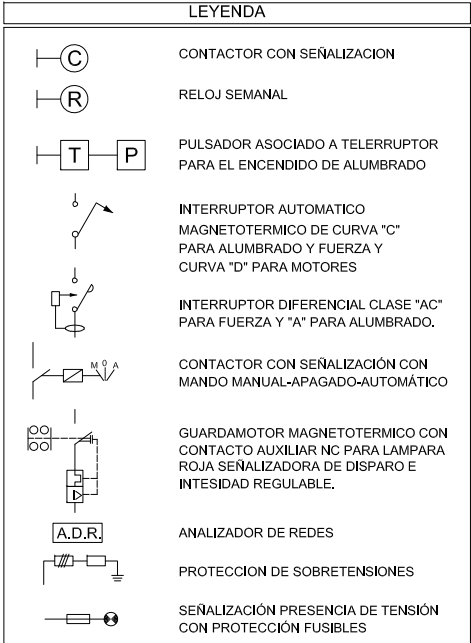 LEYENDA
C CONTACTOR CON SEÑALIZACION
R RELOJ SEMANAL
T P PULSADOR ASOCIADO A TELERRUPTOR
PARA EL ENCENDIDO DE ALUMBRADO
INTERRUPTOR AUTOMATICO
MAGNETOTERMICO DE CURVA "C"
PARA ALUMBRADO Y FUERZA Y
CURVA "D" PARA MOTORES
INTERRUPTOR DIFERENCIAL CLASE "AC"
PARA FUERZA Y "A" PARA ALUMBRADO.
M 0 A CONTACTOR CON SEÑALIZACIÓN CON
MANDO MANUAL-APAGADO-AUTOMÁTICO
GUARDAMOTOR MAGNETOTERMICO CON
CONTACTO AUXILIAR NC PARA LAMPARA
ROJA SEÑALIZADORA DE DISPARO E
INTESIDAD REGULABLE.
A.D.R. ANALIZADOR DE REDES
PROTECCION DE SOBRETENSIONES
SEÑALIZACIÓN PRESENCIA DE TENSIÓN
CON PROTECCIÓN FUSIBLES